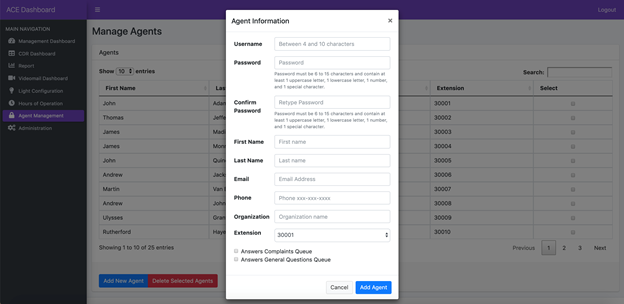 ACE Dashboard
☰
Logout
MAIN NAVIGATION
Management Dashboard
CDR Dashboard
Report
Videomail Dashboard
Light Configuration
Hours of Operation
Agent Management
Administration
Manage Agents
Agents
Show 10 entries
Search:
First Name
Las
Extension
Select
John
Adam
30001
Thomas
Jeffe
30002
James
Madi
30003
James
Monr
30004
John
Quin
30005
Andrew
Jack
30006
Martin
Van B
30007
Andrew
30008
Ulysses
Gran
30009
Rutherford
Haye
30010
Showing 1 to 10 of 25 entries
Previous 1 2 3 Next
Add New Agent
Delete Selected Agents
Agent Information ×
Username Between 4 and 10 characters
Password Password
Password must be 6 to 15 characters and contain at
least 1 uppercase letter, 1 lowercase letter, 1 number,
and 1 special character.
Confirm
Password
Retype Password
Password must be 6 to 15 characters and contain at
least 1 uppercase letter, 1 lowercase letter, 1 number,
and 1 special character.
First Name First name
Last Name Last name
Email Email Address
Phone Phone xxx-xxx-xxxx
Organization Organization name
Extension 30001
Answers Complaints Queue
Answers General Questions Queue
Cancel Add Agent